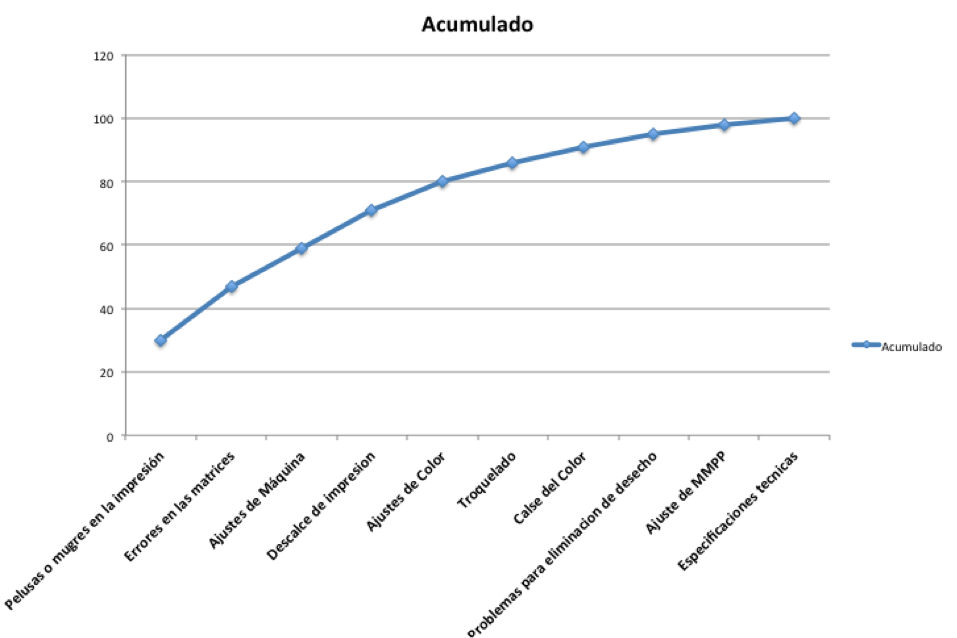 Acumulado
120
100
80
60
40
20
0
Acumulado
Pelusas o mugres en la impresión
Errores en las matrices
Ajustes de Máquina
Descalce de impresion
Ajustes de Color
Troquelado
Calse del Color
Problemas para eliminacion de desecho
Ajuste de MMPP
Especificaciones tecnicas